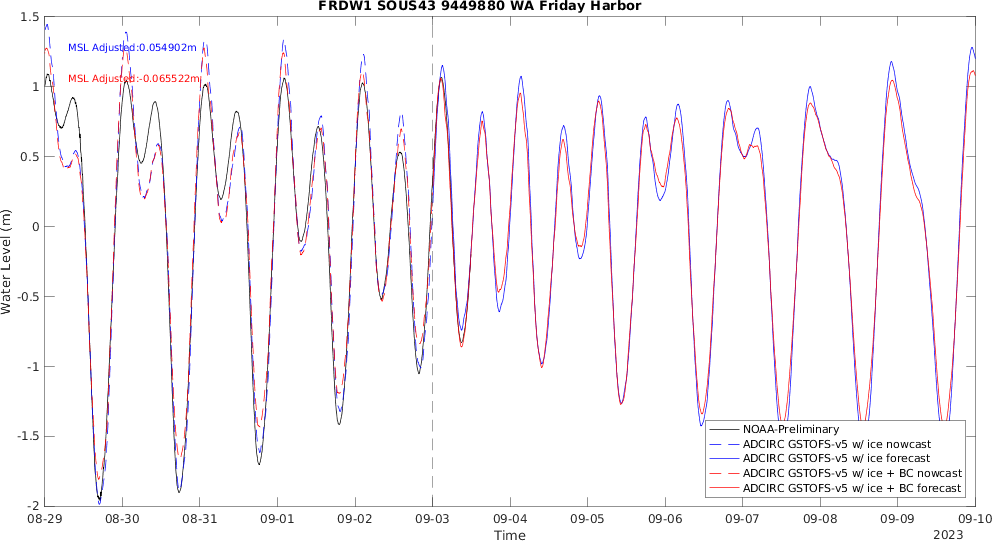 FRDW1 SOUS43 9449880 WA Friday Harbor
MSL Adjusted:0.054902m
MSL Adjusted:-0.065522m
Water Level (m)
1.5
1
0.5
0
-0.5
-1
-1.5
-2
NOAA-Preliminary
ADCIRC GSTOFS-v5 w/ ice nowcast
ADCIRC GSTOFS-v5 w/ ice forecast
ADCIRC GSTOFS-v5 w/ ice + BC nowcast
ADCIRC GSTOFS-v5 w/ ice + BC forecast
08-29 08-30 08-31 09-01 09-02 09-03 09-04 09-05 09-06 09-07 09-08 09-09 09-10
Time
2023